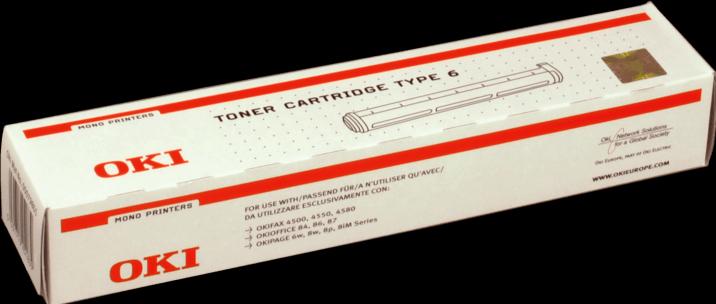 MONO PRINTERS
TONER CARTRIDGE TYPE 6
OKI
OKI Network Solutions
for a Global Society
OKI EUROPE, PART OF OKI ELECTRIC
WWW.OKIEUROPE.COM
MONO PRINTERS
OKI
FOR USE WITH/PASSEND FÜR/A N'UTILISER QU'AVEC/
DA UTILIZZARE ESCLUSIVAMENTE CON:
→ OKIFAX 4500, 4550, 4580
→ OKIOFFICE 84, 86, 87
→ OKIPAGE 6w, 8w, 8p, 8iM Series